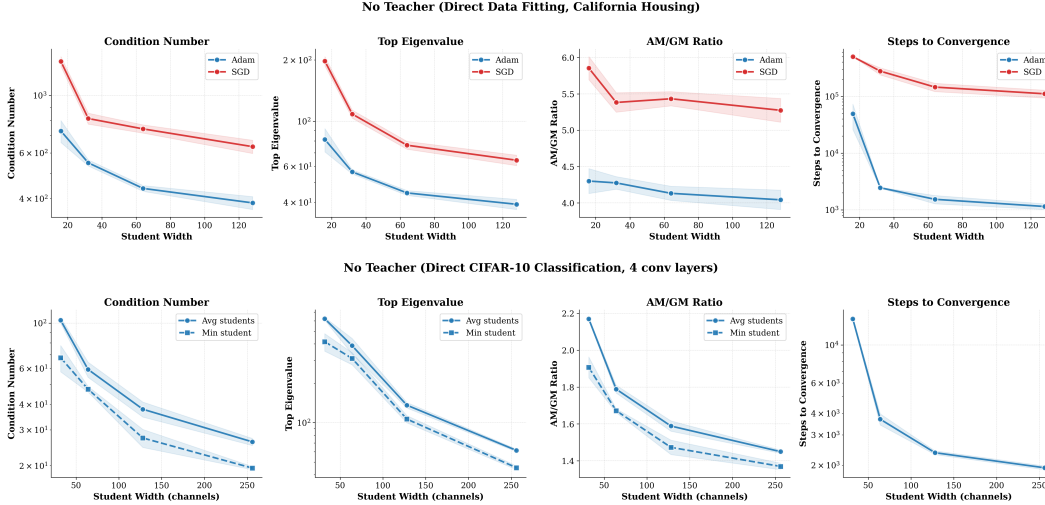 No Teacher (Direct Data Fitting, California Housing)
Condition Number
Condition Number
10³
6 × 10²
4 × 10²
20 40 60 80 100 120
Student Width
Adam
SGD
Top Eigenvalue
Top Eigenvalue
2 × 10²
10²
6 × 10¹
4 × 10¹
20 40 60 80 100 120
Student Width
Adam
SGD
AM/GM Ratio
AM/GM Ratio
6.0
5.5
5.0
4.5
4.0
20 40 60 80 100 120
Student Width
Adam
SGD
Steps to Convergence
Steps to Convergence
10⁵
10⁴
10³
20 40 60 80 100 120
Student Width
Adam
SGD
No Teacher (Direct CIFAR-10 Classification, 4 conv layers)
Condition Number
Condition Number
10²
6 × 10¹
4 × 10¹
3 × 10¹
2 × 10¹
50 100 150 200 250
Student Width (channels)
Avg students
Min student
Top Eigenvalue
Top Eigenvalue
10²
50 100 150 200 250
Student Width (channels)
Avg students
Min student
AM/GM Ratio
AM/GM Ratio
2.2
2.0
1.8
1.6
1.4
50 100 150 200 250
Student Width (channels)
Avg students
Min student
Steps to Convergence
Steps to Convergence
10⁴
6 × 10³
4 × 10³
3 × 10³
2 × 10³
50 100 150 200 250
Student Width (channels)